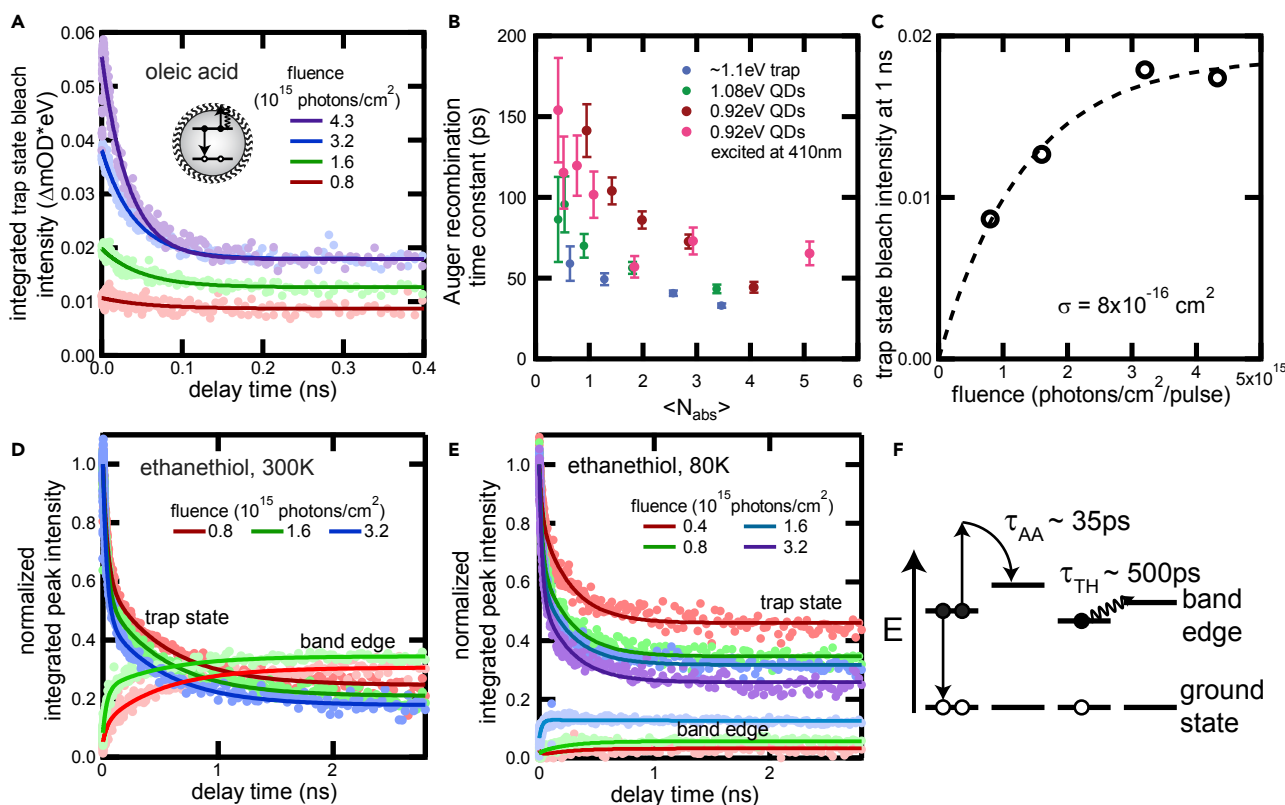 A
integrated trap state bleach
intensity (ΔmOD*eV)
0.06
0.05
0.04
0.03
0.02
0.01
0.00
oleic acid
fluence
(10^15 photons/cm^2)
4.3
3.2
1.6
0.8
0.0 0.1 0.2 0.3 0.4
delay time (ns)
B
Auger recombination
time constant (ps)
200
150
100
50
0
~1.1eV trap
1.08eV QDs
0.92eV QDs
0.92eV QDs
excited at 410nm
0 1 2 3 4 5 6
<N_abs>
C
trap state bleach intensity at 1 ns
0.02
0.01
0.00
σ = 8x10^-16 cm^2
0 1 2 3 4 5x10^15
fluence (photons/cm^2/pulse)
D
normalized
integrated peak intensity
1.0
0.8
0.6
0.4
0.2
0.0
ethanethiol, 300K
fluence (10^15 photons/cm^2)
0.8 1.6 3.2
trap state
band edge
0 1 2
delay time (ns)
E
normalized
integrated peak intensity
1.0
0.8
0.6
0.4
0.2
0.0
ethanethiol, 80K
fluence (10^15 photons/cm^2)
0.4 1.6
0.8 3.2
trap state
band edge
0 1 2
delay time (ns)
F
E
τ_AA ~ 35ps
τ_TH ~ 500ps
band
edge
ground
state